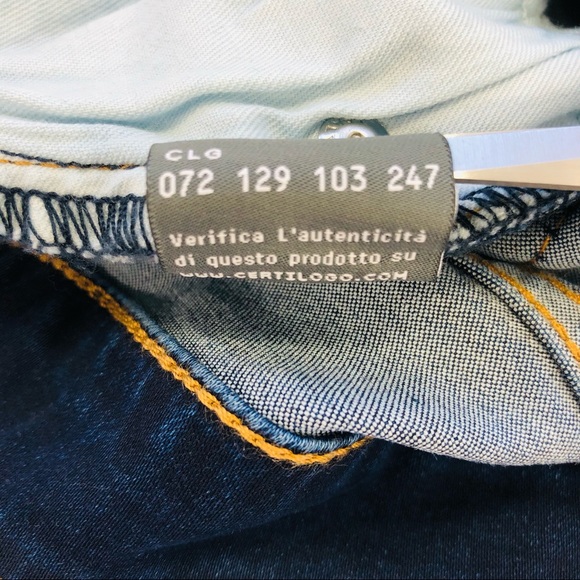 CLG
072 129 103 247
Verifica L'autenticità
di questo prodotto su
WWW.CERTILOGO.COM